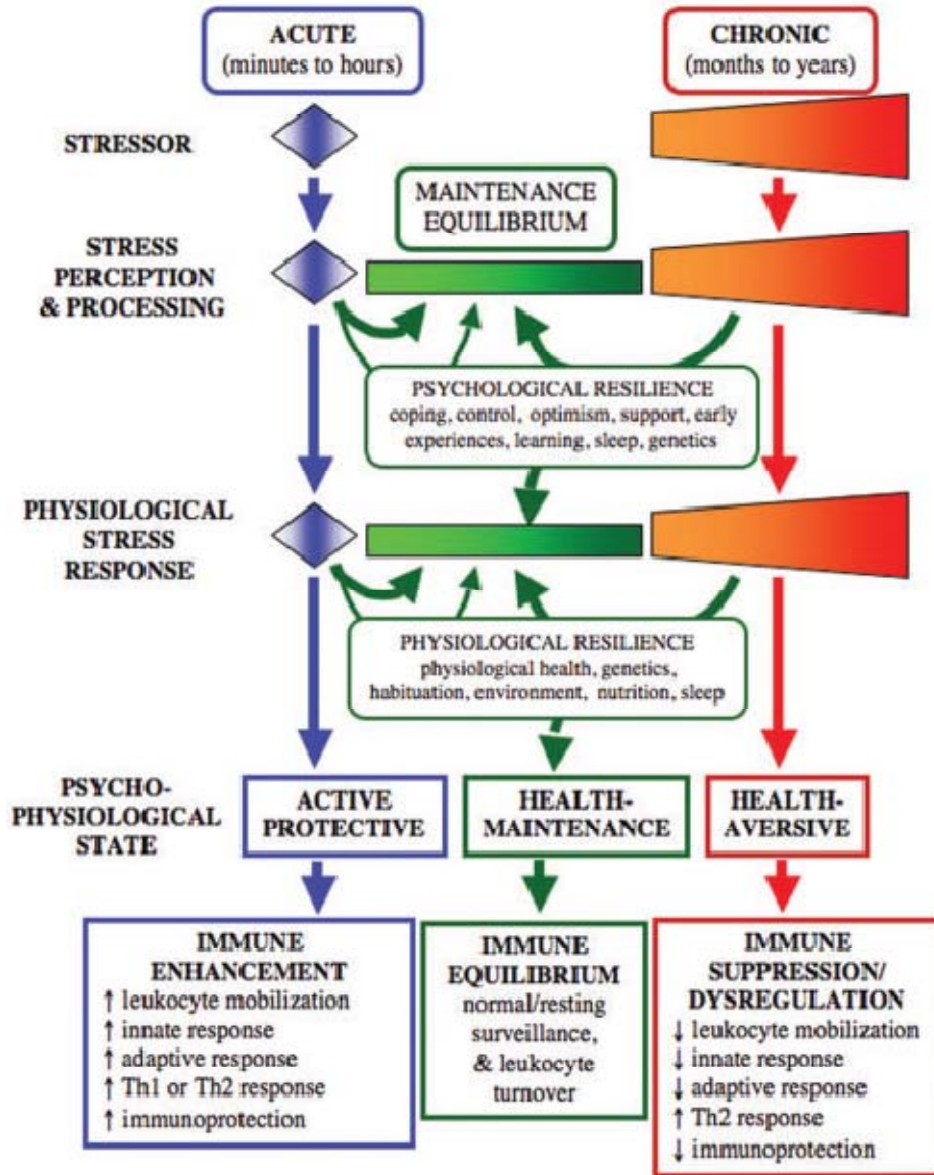 ACUTE
(minutes to hours)
CHRONIC
(months to years)
STRESSOR
MAINTENANCE
EQUILIBRIUM
STRESS
PERCEPTION
& PROCESSING
PSYCHOLOGICAL RESILIENCE
coping, control, optimism, support, early
experiences, learning, sleep, genetics
PHYSIOLOGICAL
STRESS
RESPONSE
PHYSIOLOGICAL RESILIENCE
physiological health, genetics,
habituation, environment, nutrition, sleep
PSYCHO-
PHYSIOLOGICAL
STATE
ACTIVE
PROTECTIVE
HEALTH-
MAINTENANCE
HEALTH-
AVERSIVE
IMMUNE
ENHANCEMENT
↑ leukocyte mobilization
↑ innate response
↑ adaptive response
↑ Th1 or Th2 response
↑ immunoprotection
IMMUNE
EQUILIBRIUM
normal/resting
surveillance,
& leukocyte
turnover
IMMUNE
SUPPRESSION/
DYSREGULATION
↓ leukocyte mobilization
↓ innate response
↓ adaptive response
↑ Th2 response
↓ immunoprotection